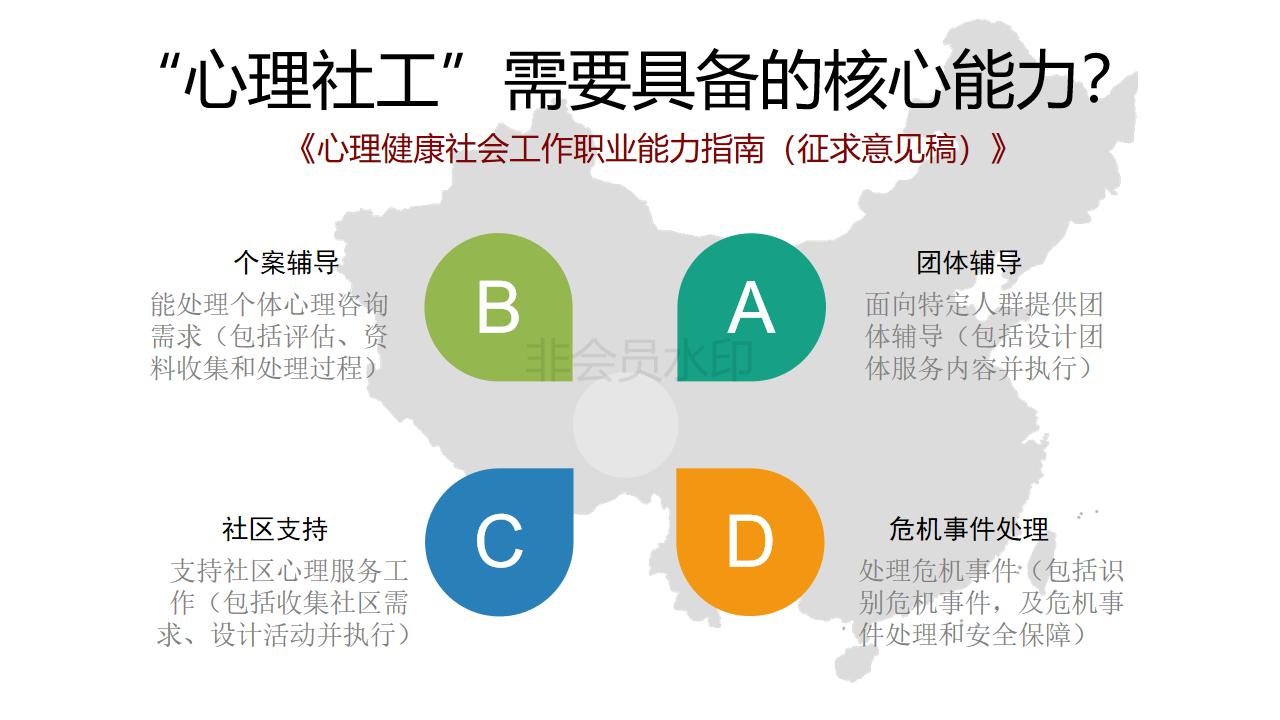 “心理社工”需要具备的核心能力？
《心理健康社会工作职业能力指南（征求意见稿）》
个案辅导
能处理个体心理咨询
需求（包括评估、资
料收集和处理过程）
B
A
团体辅导
面向特定人群提供团
体辅导（包括设计团
体服务内容并执行）
非会员水印
社区支持
支持社区心理服务工
作（包括收集社区需
求、设计活动并执行）
C
D
危机事件处理
处理危机事件（包括识
别危机事件，及危机事
件处理和安全保障）